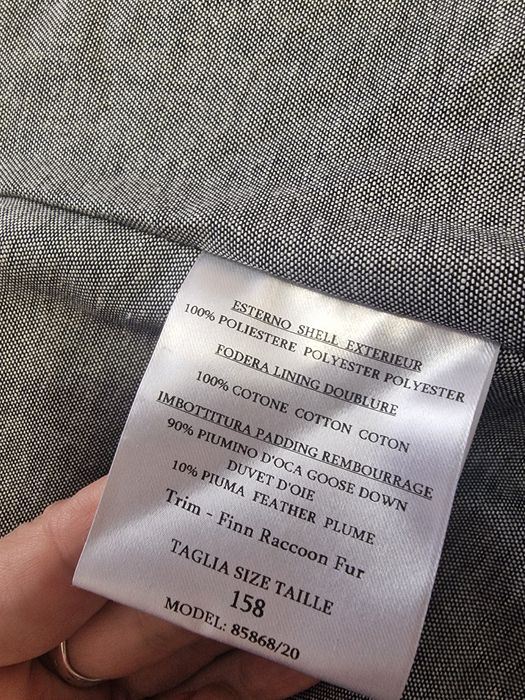 ESTERNO SHELL EXTERIEUR
100% POLIESTERE POLYESTER POLYESTER
FODERA LINING DOUBLURE
100% COTONE COTTON COTON
IMBOTTITURA PADDING REMBOURRAGE
90% PIUMINO D'OCA GOOSE DOWN
DUVET D'OIE
10% PIUMA FEATHER PLUME
Trim - Finn Raccoon Fur
TAGLIA SIZE TAILLE
158
MODEL: 85868/20